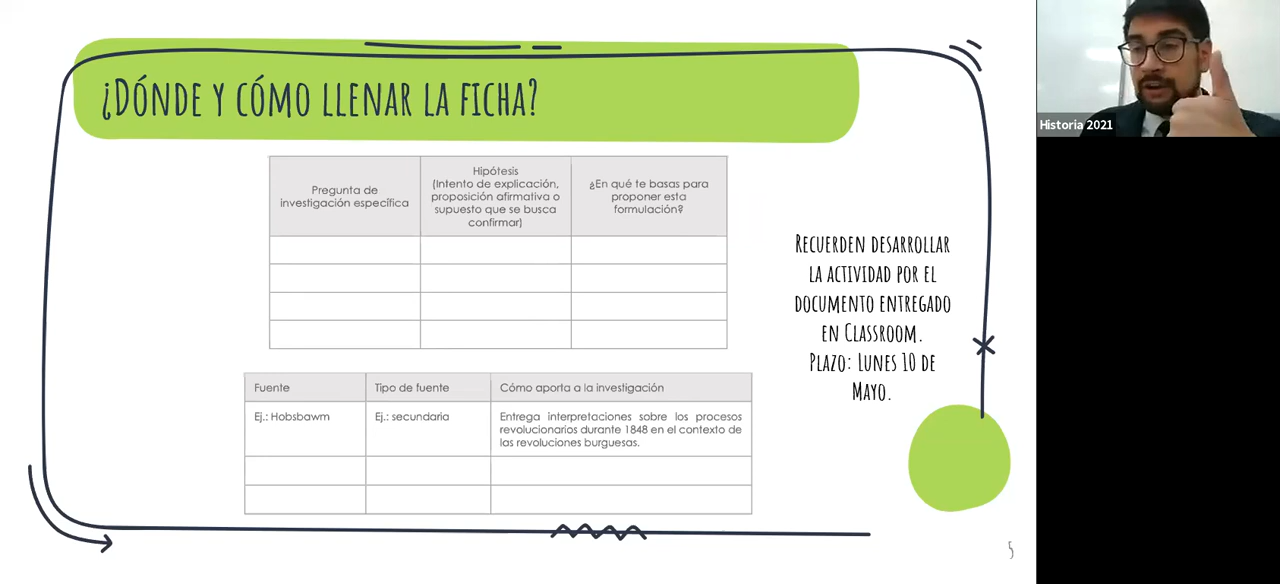 ¿Dónde y cómo llenar la ficha?
Historia 2021
Pregunta de
investigación específica
Hipótesis
(Intento de explicación,
proposición afirmativa o
supuesto que se busca
confirmar)
¿En qué te basas para
proponer esta
formulación?
Recuerden desarrollar
la actividad por el
documento entregado
en Classroom.
Plazo: Lunes 10 de
Mayo.
Fuente
Tipo de fuente
Cómo aporta a la investigación
Ej.: Hobsbawm
Ej.: secundaria
Entrega interpretaciones sobre los procesos
revolucionarios durante 1848 en el contexto de
las revoluciones burguesas.
5